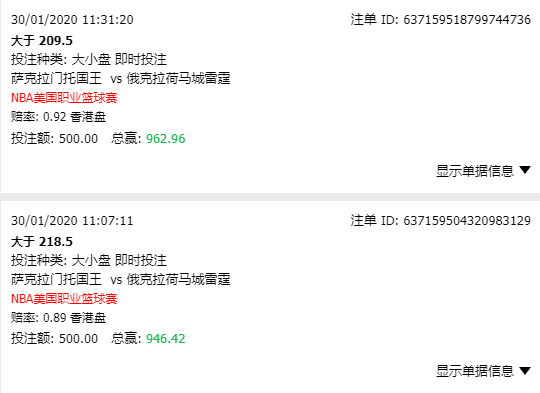 30/01/2020 11:31:20 注单 ID: 637159518799744736
大于 209.5
投注种类: 大小盘 即时投注
萨克拉门托国王 vs 俄克拉荷马城雷霆
NBA美国职业篮球赛
赔率: 0.92 香港盘
投注额: 500.00 总赢: 962.96
显示单据信息 ▼
30/01/2020 11:07:11 注单 ID: 637159504320983129
大于 218.5
投注种类: 大小盘 即时投注
萨克拉门托国王 vs 俄克拉荷马城雷霆
NBA美国职业篮球赛
赔率: 0.89 香港盘
投注额: 500.00 总赢: 946.42
显示单据信息 ▼